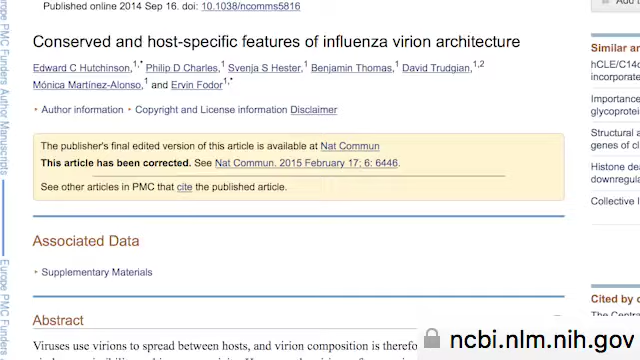 Published online 2014 Sep 16. doi: 10.1038/ncomms5816
Conserved and host-specific features of influenza virion architecture
Edward C Hutchinson,1,* Philip D Charles,1 Svenja S Hester,1 Benjamin Thomas,1 David Trudgian,1,2
Mónica Martínez-Alonso,1 and Ervin Fodor1,*
• Author information • Copyright and License information Disclaimer
The publisher's final edited version of this article is available at Nat Commun
This article has been corrected. See Nat Commun. 2015 February 17; 6: 6446.
See other articles in PMC that cite the published article.
Associated Data
• Supplementary Materials
Abstract
Viruses use virions to spread between hosts, and virion composition is therefo
Europe PMC Funders Author Manuscripts
Europe PMC Funders
Add to
Similar ar
hCLE/C14o
incorporate
Importance
glycoprotei
Structural a
genes of cl
Histone dea
downregula
Collective I
Cited by o
The Centra
ncbi.nlm.nih.gov